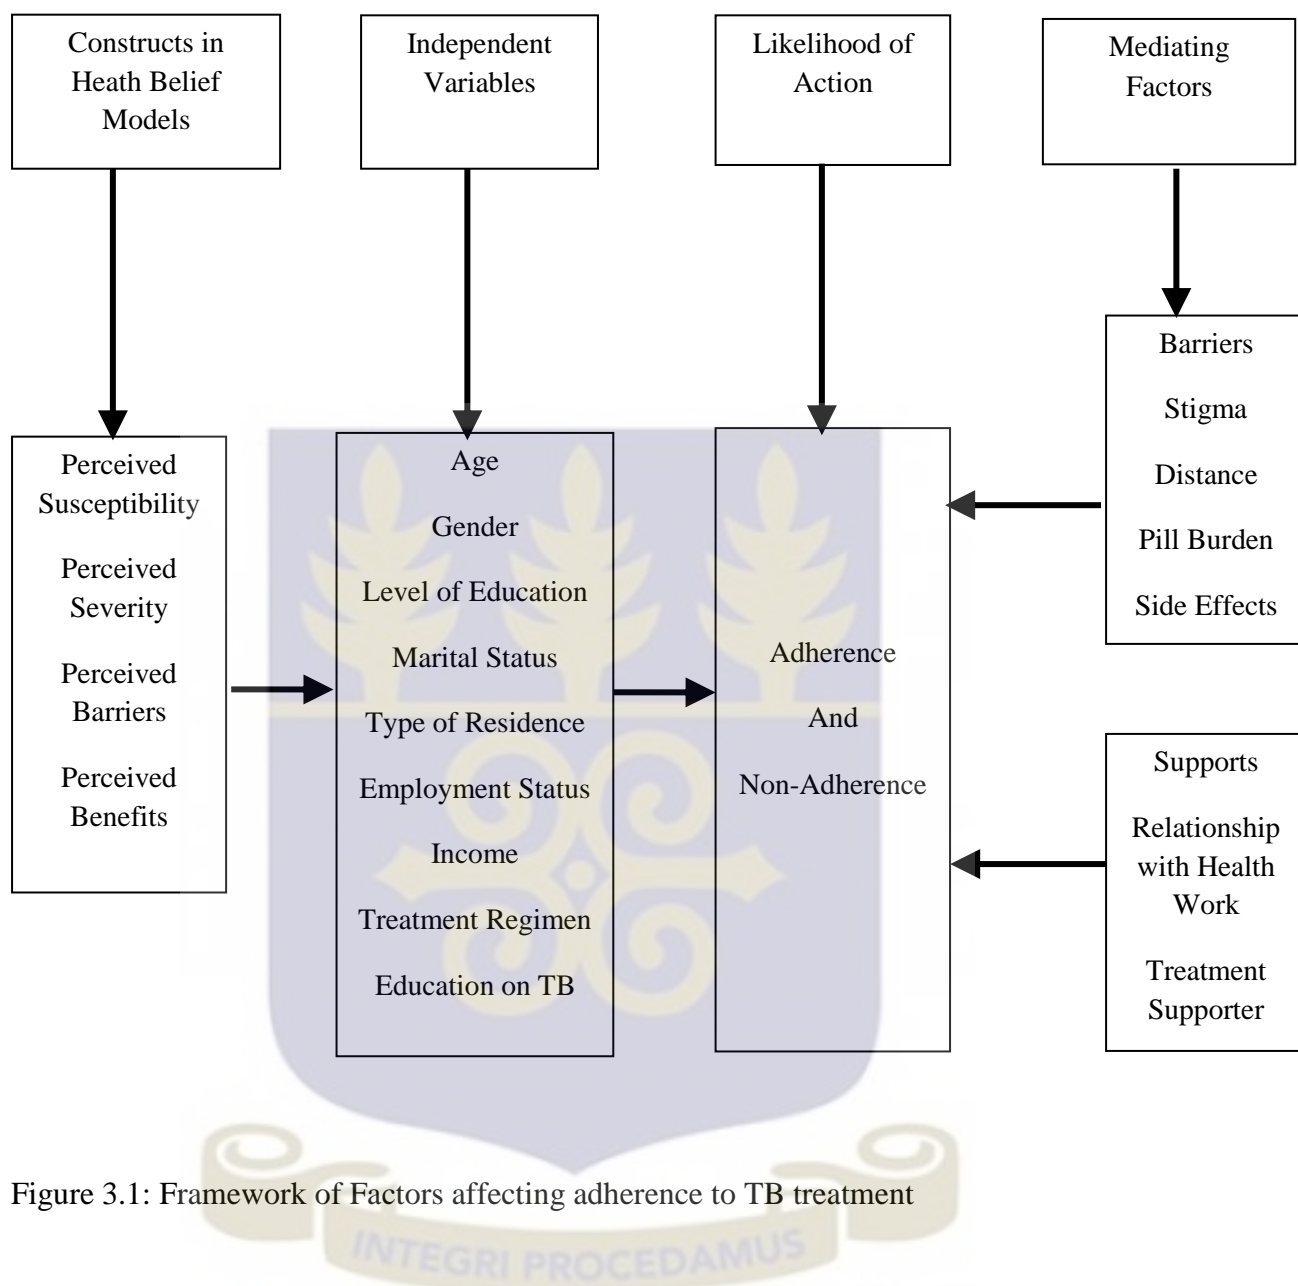 Constructs in
Heath Belief
Models
Independent
Variables
Likelihood of
Action
Mediating
Factors
Perceived
Susceptibility
Perceived
Severity
Perceived
Barriers
Perceived
Benefits
Age
Gender
Level of Education
Marital Status
Type of Residence
Employment Status
Income
Treatment Regimen
Education on TB
Adherence
And
Non-Adherence
Barriers
Stigma
Distance
Pill Burden
Side Effects
Supports
Relationship
with Health
Work
Treatment
Supporter
Figure 3.1: Framework of Factors affecting adherence to TB treatment
INTEGRI PROCEDAMUS